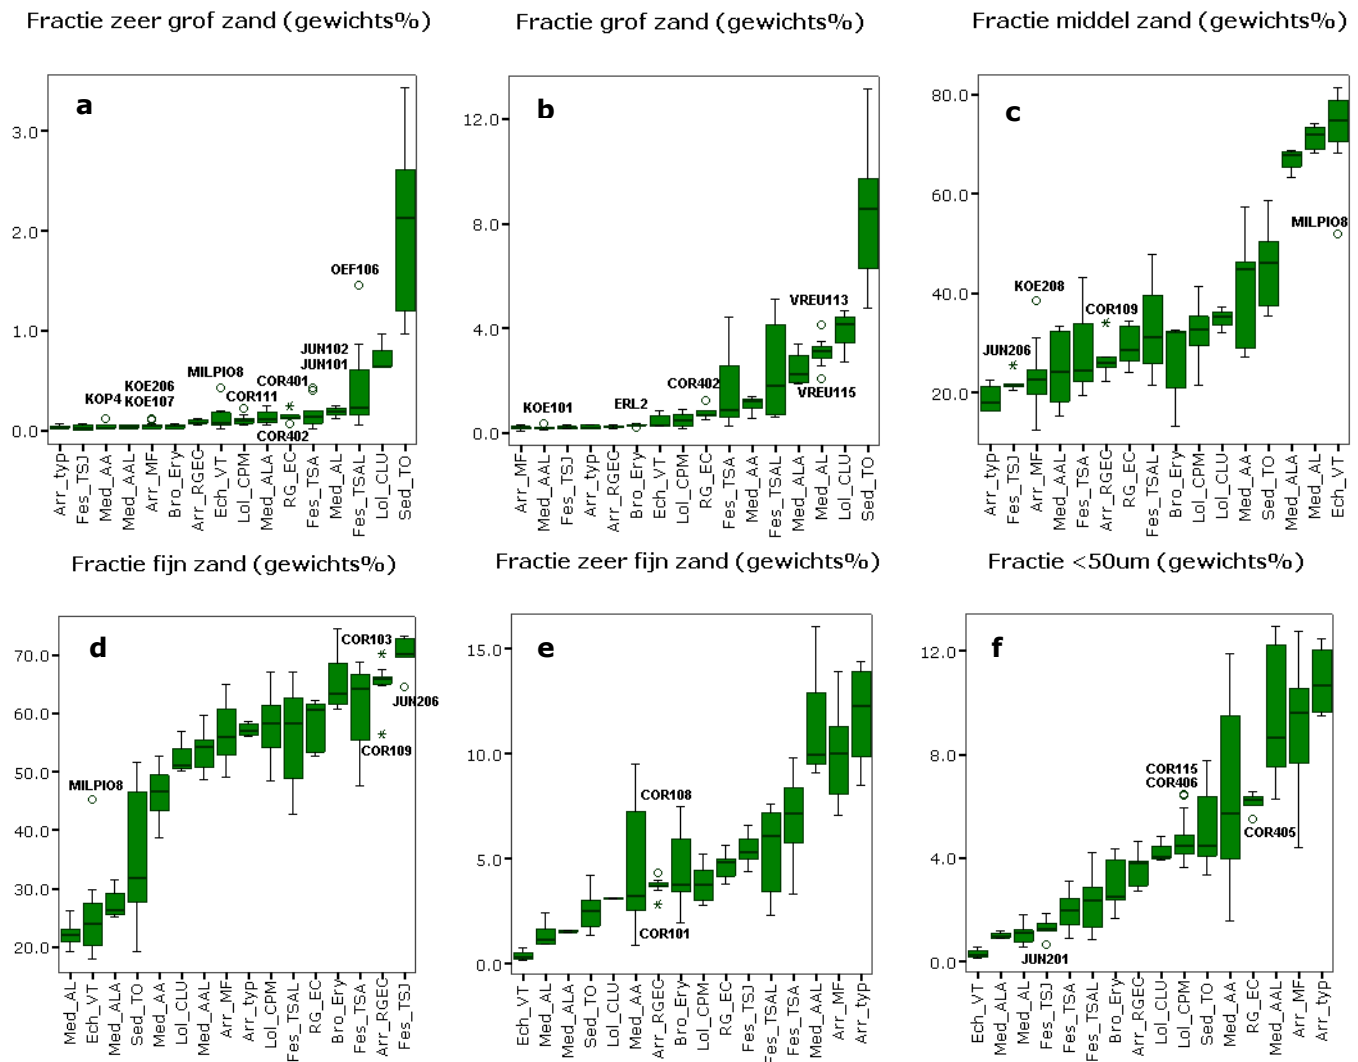 Fractie zeer grof zand (gewichts%)
Fractie grof zand (gewichts%)
Fractie middel zand (gewichts%)
a
3.0
2.0
1.0
0.0
OEF106
JUN102
JUN101
MILPIO8
COR401
KOE206
KOE107
KOP4
COR111
COR402
Arr_typ
Fes_TSJ
Med_AA
Med_AAL
Arr_MF
Bro_Ery
Arr_RGEC
Ech_VT
Lol_CPM
Med_ALA
RG_EC
Fes_TSA
Med_AL
Fes_TSAL
Lol_CLU
Sed_TO
b
12.0
8.0
4.0
0.0
VREU113
COR402
VREU115
ERL2
KOE101
Arr_MF
Med_AAL
Fes_TSJ
Arr_typ
Arr_RGEC
Bro_Ery
Ech_VT
Lol_CPM
RG_EC
Fes_TSA
Med_AA
Fes_TSAL
Med_ALA
Med_AL
Lol_CLU
Sed_TO
c
80.0
60.0
40.0
20.0
MILPIO8
KOE208
COR109
JUN206
Arr_typ
Fes_TSJ
Arr_MF
Med_AAL
Fes_TSA
Arr_RGEC
RG_EC
Fes_TSAL
Bro_Ery
Lol_CPM
Lol_CLU
Med_AA
Sed_TO
Med_ALA
Med_AL
Ech_VT
Fractie fijn zand (gewichts%)
Fractie zeer fijn zand (gewichts%)
Fractie <50um (gewichts%)
d
70.0
60.0
50.0
40.0
30.0
20.0
COR103
JUN206
COR109
MILPIO8
Med_AL
Ech_VT
Med_ALA
Sed_TO
Med_AA
Lol_CLU
Med_AAL
Arr_MF
Arr_typ
Lol_CPM
Fes_TSAL
RG_EC
Bro_Ery
Fes_TSA
Arr_RGEC
Fes_TSJ
e
15.0
10.0
5.0
0.0
COR108
COR101
Ech_VT
Med_AL
Med_ALA
Sed_TO
Lol_CLU
Med_AA
Arr_RGEC
Bro_Ery
Lol_CPM
RG_EC
Fes_TSJ
Fes_TSAL
Fes_TSA
Med_AAL
Arr_MF
Arr_typ
f
12.0
8.0
4.0
0.0
COR115
COR406
COR405
JUN201
Ech_VT
Med_ALA
Med_AL
Fes_TSJ
Fes_TSA
Fes_TSAL
Bro_Ery
Arr_RGEC
Lol_CLU
Lol_CPM
Sed_TO
Med_AA
RG_EC
Med_AAL
Arr_MF
Arr_typ